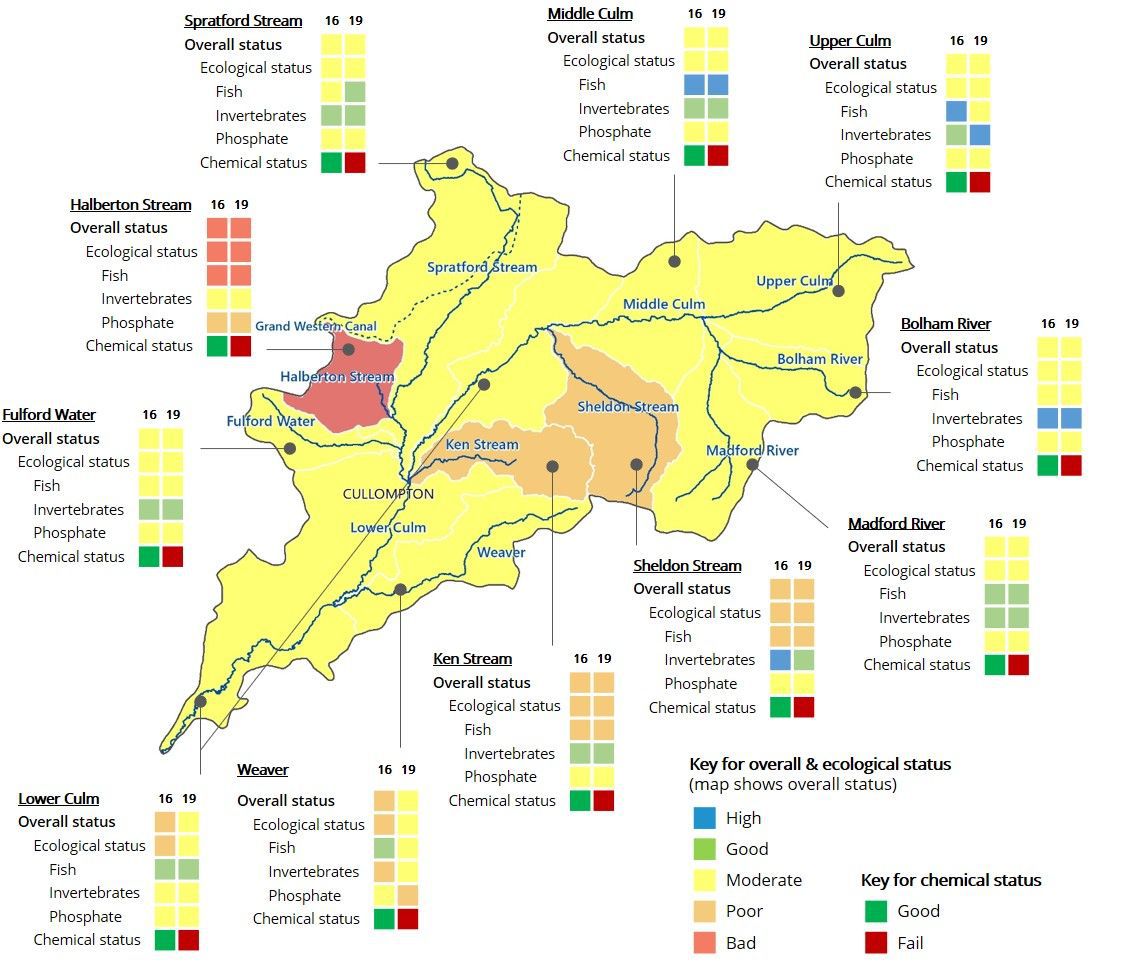 Spratford Stream 16 19
Overall status
Ecological status
Fish
Invertebrates
Phosphate
Chemical status
Middle Culm 16 19
Overall status
Ecological status
Fish
Invertebrates
Phosphate
Chemical status
Upper Culm 16 19
Overall status
Ecological status
Fish
Invertebrates
Phosphate
Chemical status
Halberton Stream 16 19
Overall status
Ecological status
Fish
Invertebrates
Phosphate
Chemical status
Spratford Stream
Upper Culm
Middle Culm
Grand Western Canal
Bolham River
Halberton Stream
Sheldon Stream
Fulford Water
Ken Stream
Madford River
CULLOMPTON
Lower Culm
Weaver
Bolham River 16 19
Overall status
Ecological status
Fish
Invertebrates
Phosphate
Chemical status
Fulford Water 16 19
Overall status
Ecological status
Fish
Invertebrates
Phosphate
Chemical status
Madford River 16 19
Overall status
Ecological status
Fish
Invertebrates
Phosphate
Chemical status
Sheldon Stream 16 19
Overall status
Ecological status
Fish
Invertebrates
Phosphate
Chemical status
Ken Stream 16 19
Overall status
Ecological status
Fish
Invertebrates
Phosphate
Chemical status
Weaver 16 19
Overall status
Ecological status
Fish
Invertebrates
Phosphate
Chemical status
Lower Culm 16 19
Overall status
Ecological status
Fish
Invertebrates
Phosphate
Chemical status
Key for overall & ecological status
(map shows overall status)
High
Good
Moderate
Poor
Bad
Key for chemical status
Good
Fail